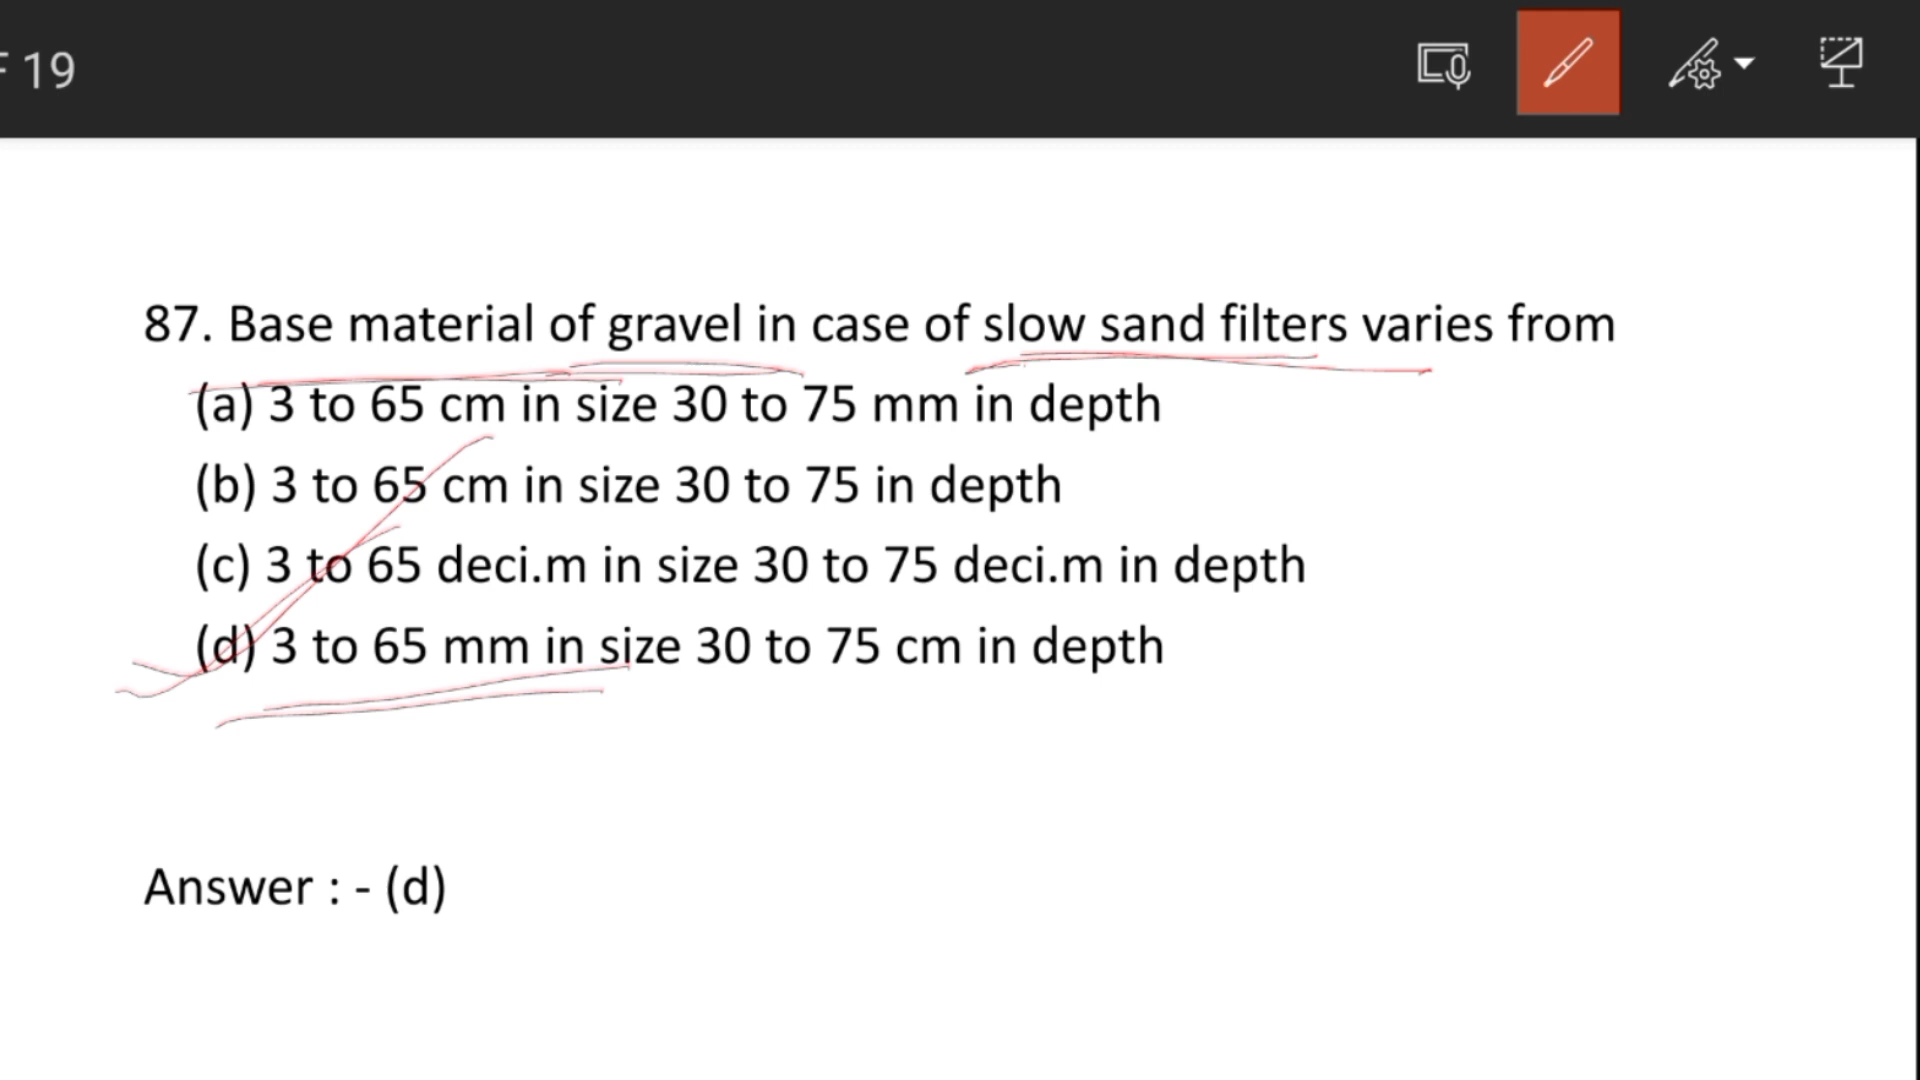 19
87. Base material of gravel in case of slow sand filters varies from
(a) 3 to 65 cm in size 30 to 75 mm in depth
(b) 3 to 65 cm in size 30 to 75 in depth
(c) 3 to 65 deci.m in size 30 to 75 deci.m in depth
(d) 3 to 65 mm in size 30 to 75 cm in depth
Answer : - (d)